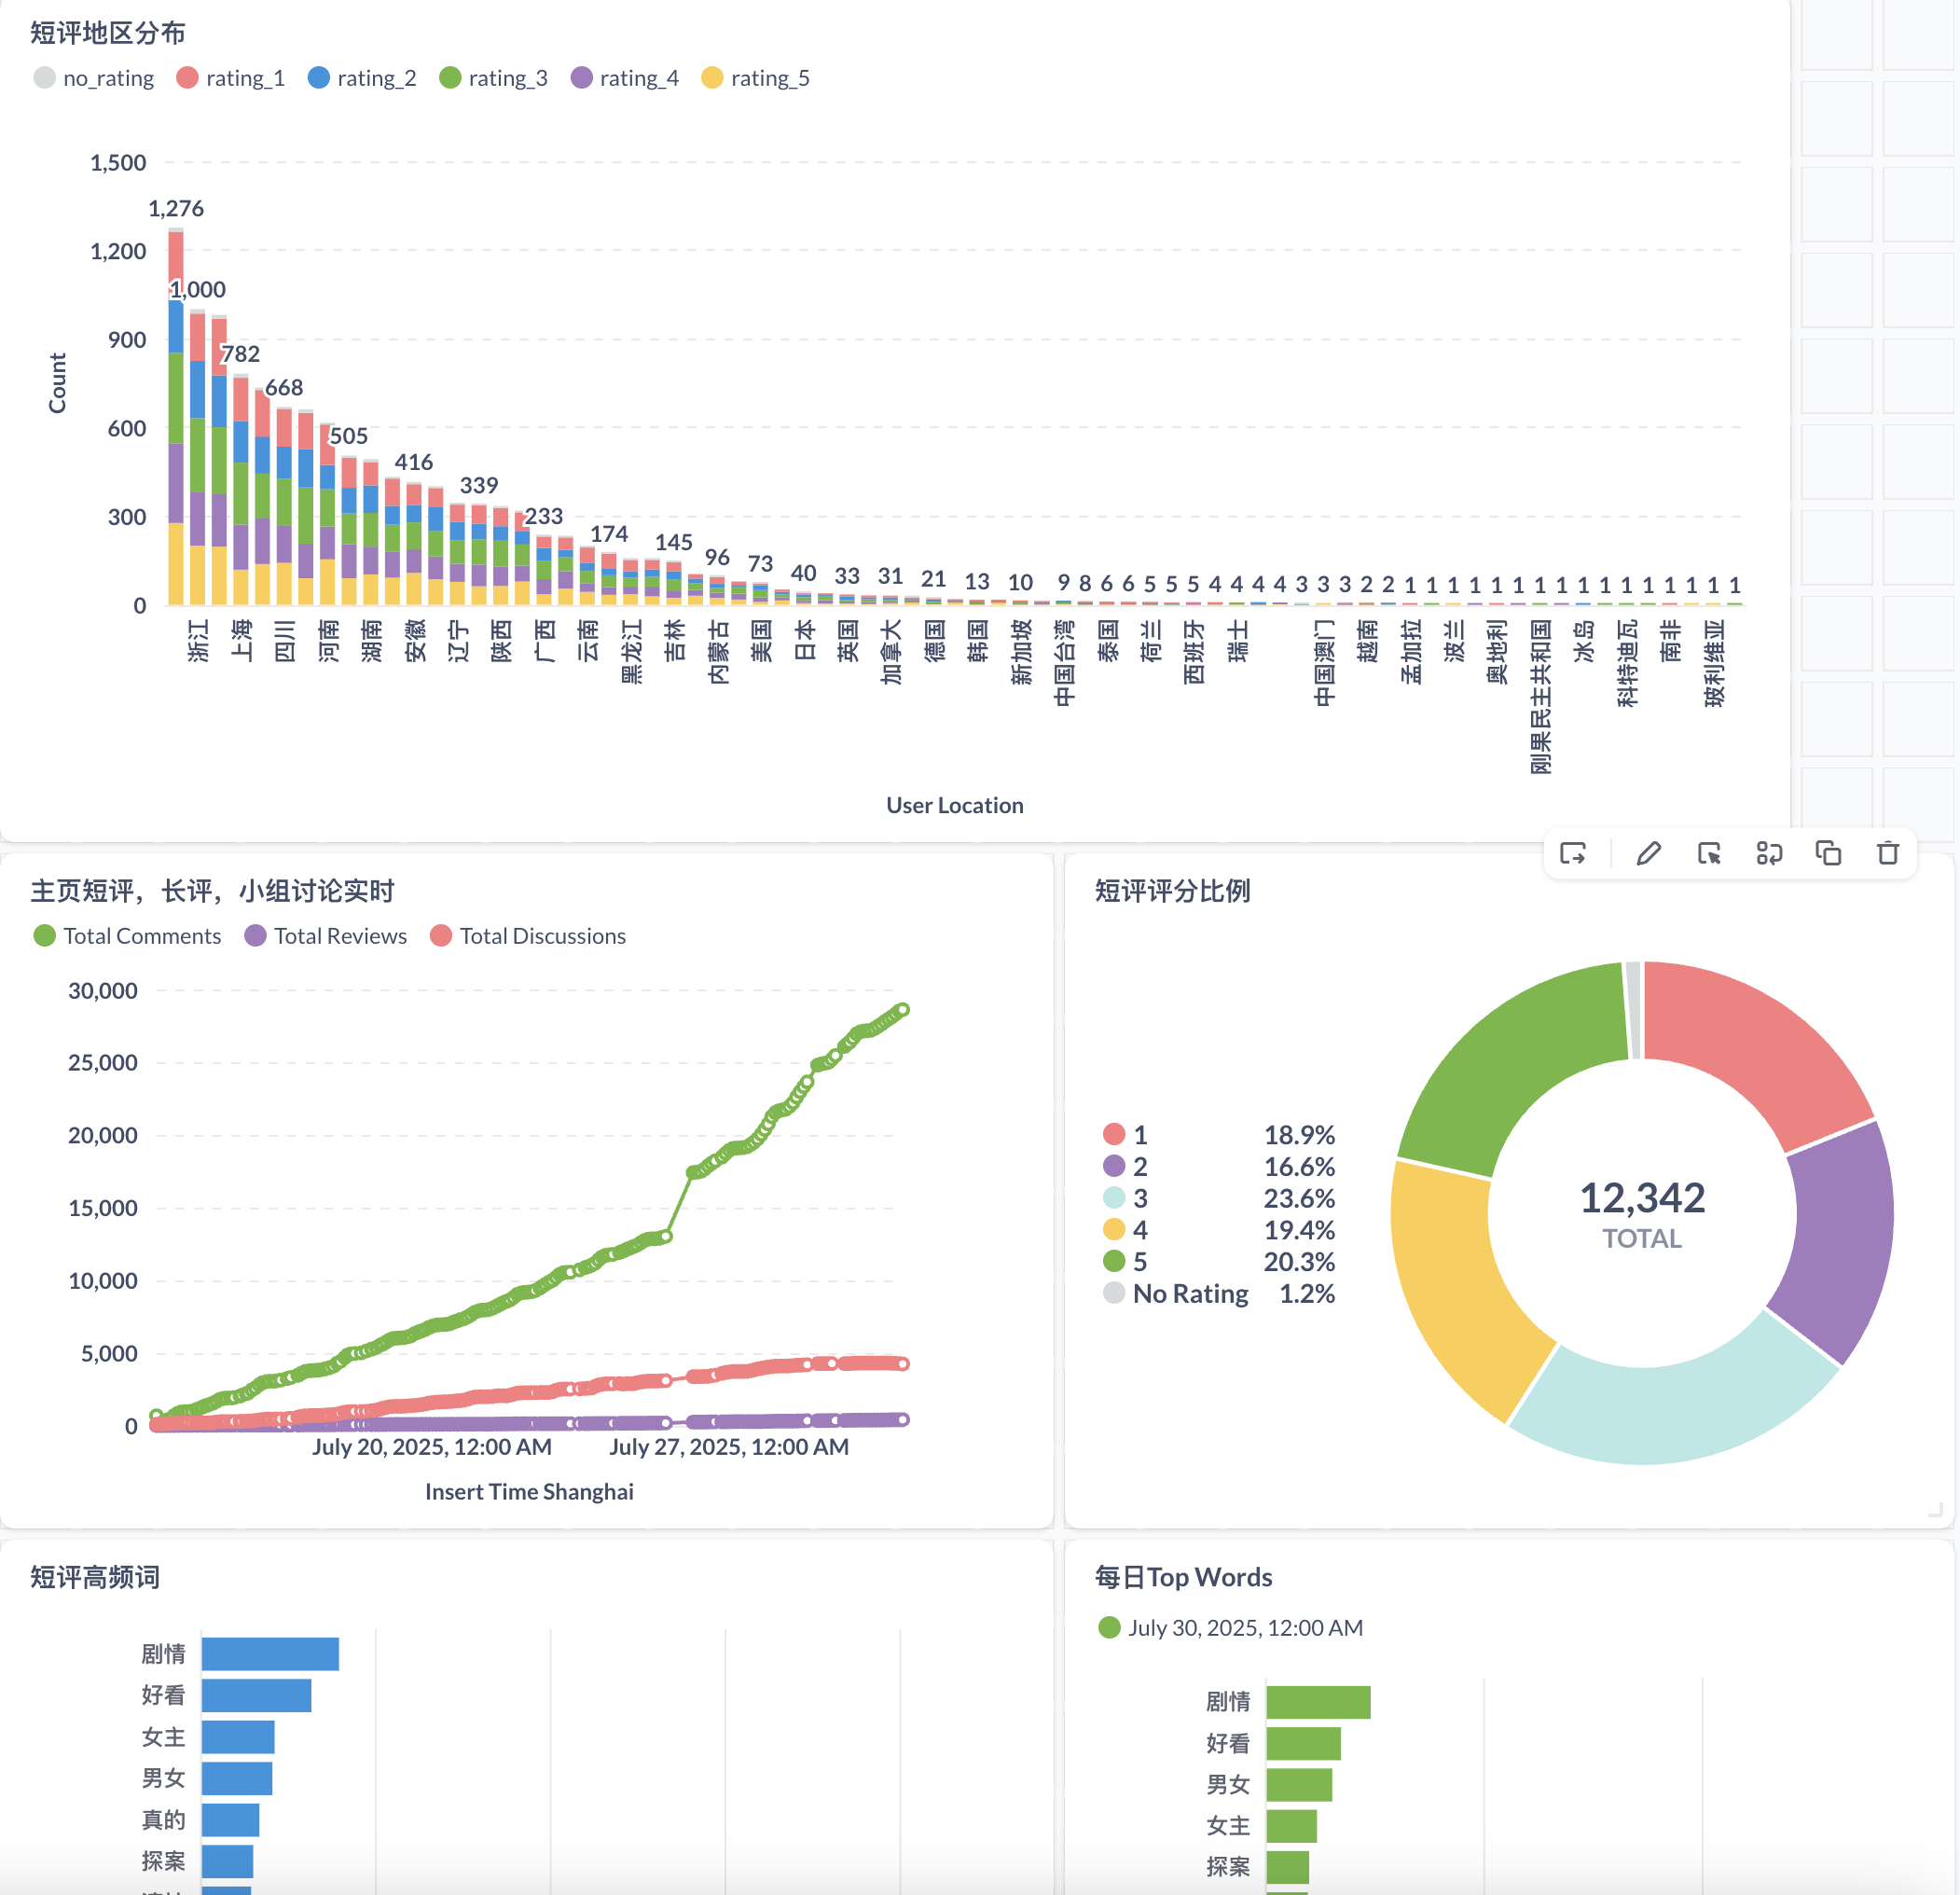 短评地区分布
no_rating rating_1 rating_2 rating_3 rating_4 rating_5
1,500
1,276
1,200
1,000
900
782
668
600
505
416
339
300
233
174
145
96
73
40
33
31
21
13
10
9 8 6 6 5 5 5 4 4 4 4 3 3 3 2 2 1 1 1 1 1 1 1 1 1 1 1 1 1 1 1 1
0
Count
浙江
上海
四川
河南
湖南
安徽
辽宁
陕西
广西
云南
黑龙江
吉林
内蒙古
美国
日本
英国
加拿大
德国
韩国
新加坡
中国台湾
泰国
荷兰
西班牙
瑞士
中国澳门
越南
孟加拉
波兰
奥地利
刚果民主共和国
冰岛
科特迪瓦
南非
玻利维亚
User Location
主页短评，长评，小组讨论实时
Total Comments Total Reviews Total Discussions
30,000
25,000
20,000
15,000
10,000
5,000
0
July 20, 2025, 12:00 AM July 27, 2025, 12:00 AM
Insert Time Shanghai
短评评分比例
1 18.9%
2 16.6%
3 23.6%
4 19.4%
5 20.3%
No Rating 1.2%
12,342
TOTAL
短评高频词
剧情
好看
女主
男女
真的
探案
每日Top Words
July 30, 2025, 12:00 AM
剧情
好看
男女
女主
探案